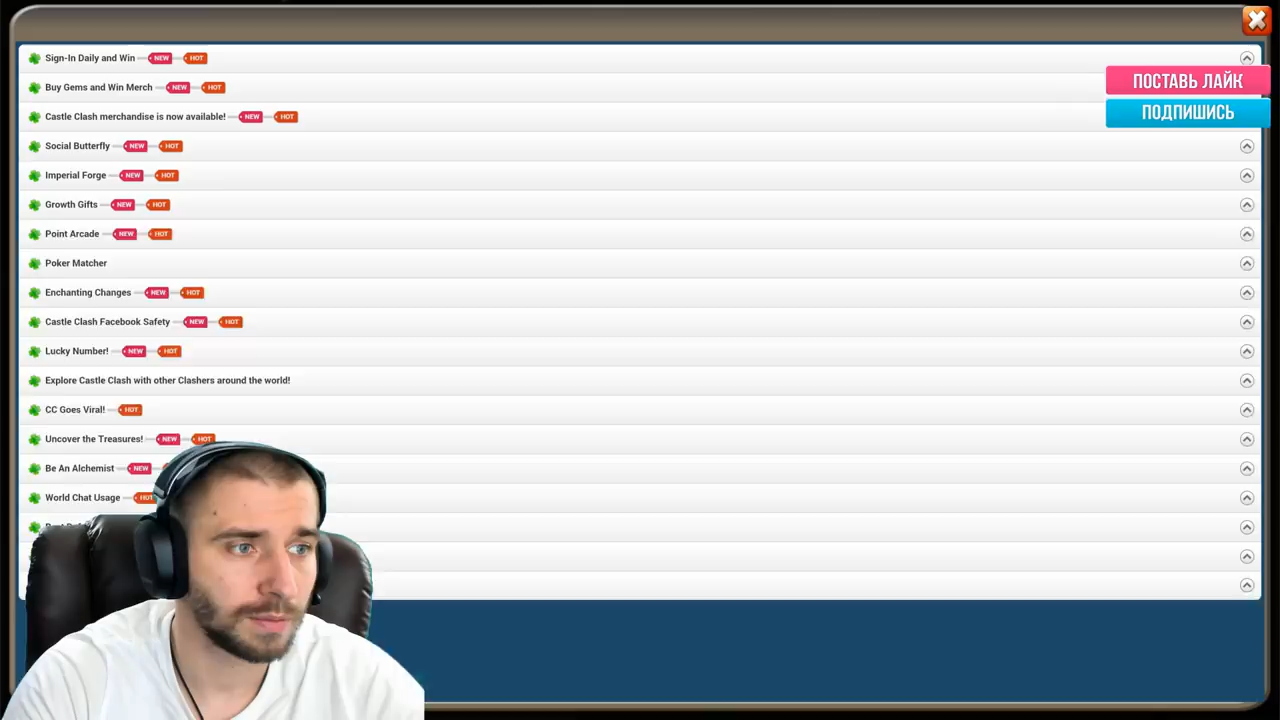 Sign-In Daily and Win NEW HOT
ПОСТАВЬ ЛАЙК
Buy Gems and Win Merch NEW HOT
ПОДПИШИСЬ
Castle Clash merchandise is now available! NEW HOT
Social Butterfly NEW HOT
Imperial Forge NEW HOT
Growth Gifts NEW HOT
Point Arcade NEW HOT
Poker Matcher
Enchanting Changes NEW HOT
Castle Clash Facebook Safety NEW HOT
Lucky Number! NEW HOT
Explore Castle Clash with other Clashers around the world!
CC Goes Viral! HOT
Uncover the Treasures! NEW HOT
Be An Alchemist NEW
World Chat Usage HOT